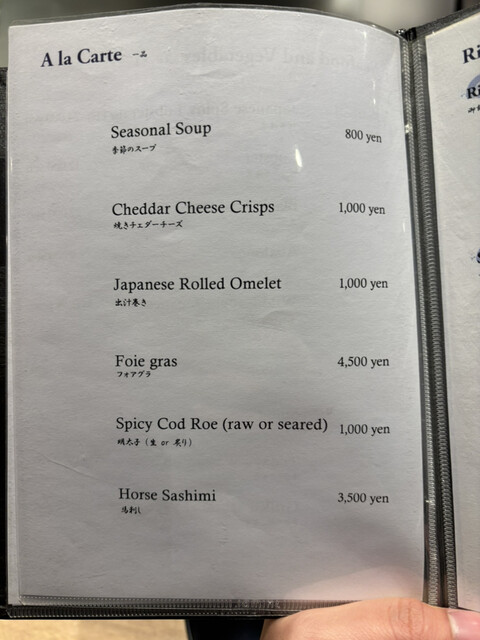 A la Carte 一品
Seasonal Soup 800 yen
季節のスープ
Cheddar Cheese Crisps 1,000 yen
焼きチェダーチーズ
Japanese Rolled Omelet 1,000 yen
出汁巻き
Foie gras 4,500 yen
フォアグラ
Spicy Cod Roe (raw or seared) 1,000 yen
明太子（生 or 炙り）
Horse Sashimi 3,500 yen
馬刺し